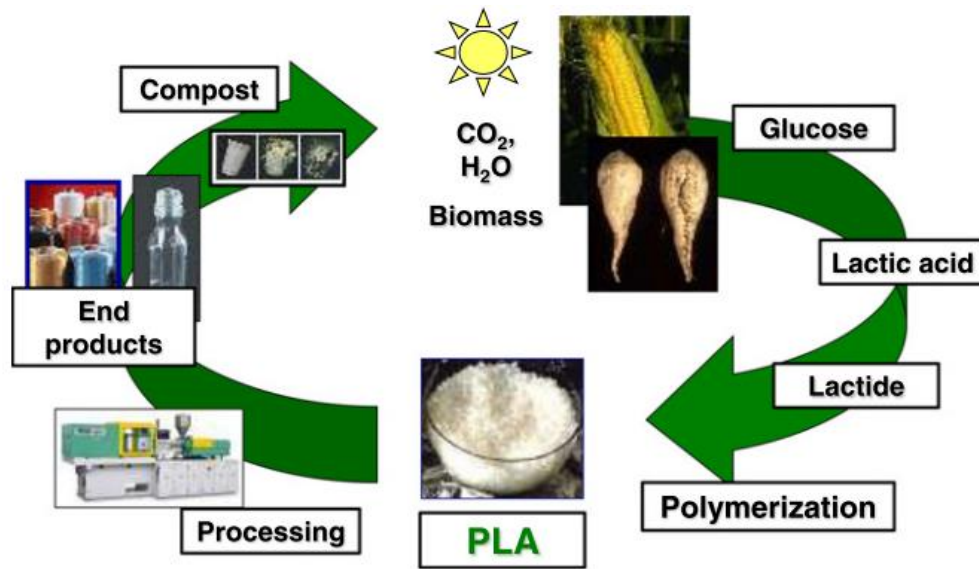 Compost
CO₂,
H₂O
Biomass
Glucose
Lactic acid
Lactide
Polymerization
PLA
Processing
End
products